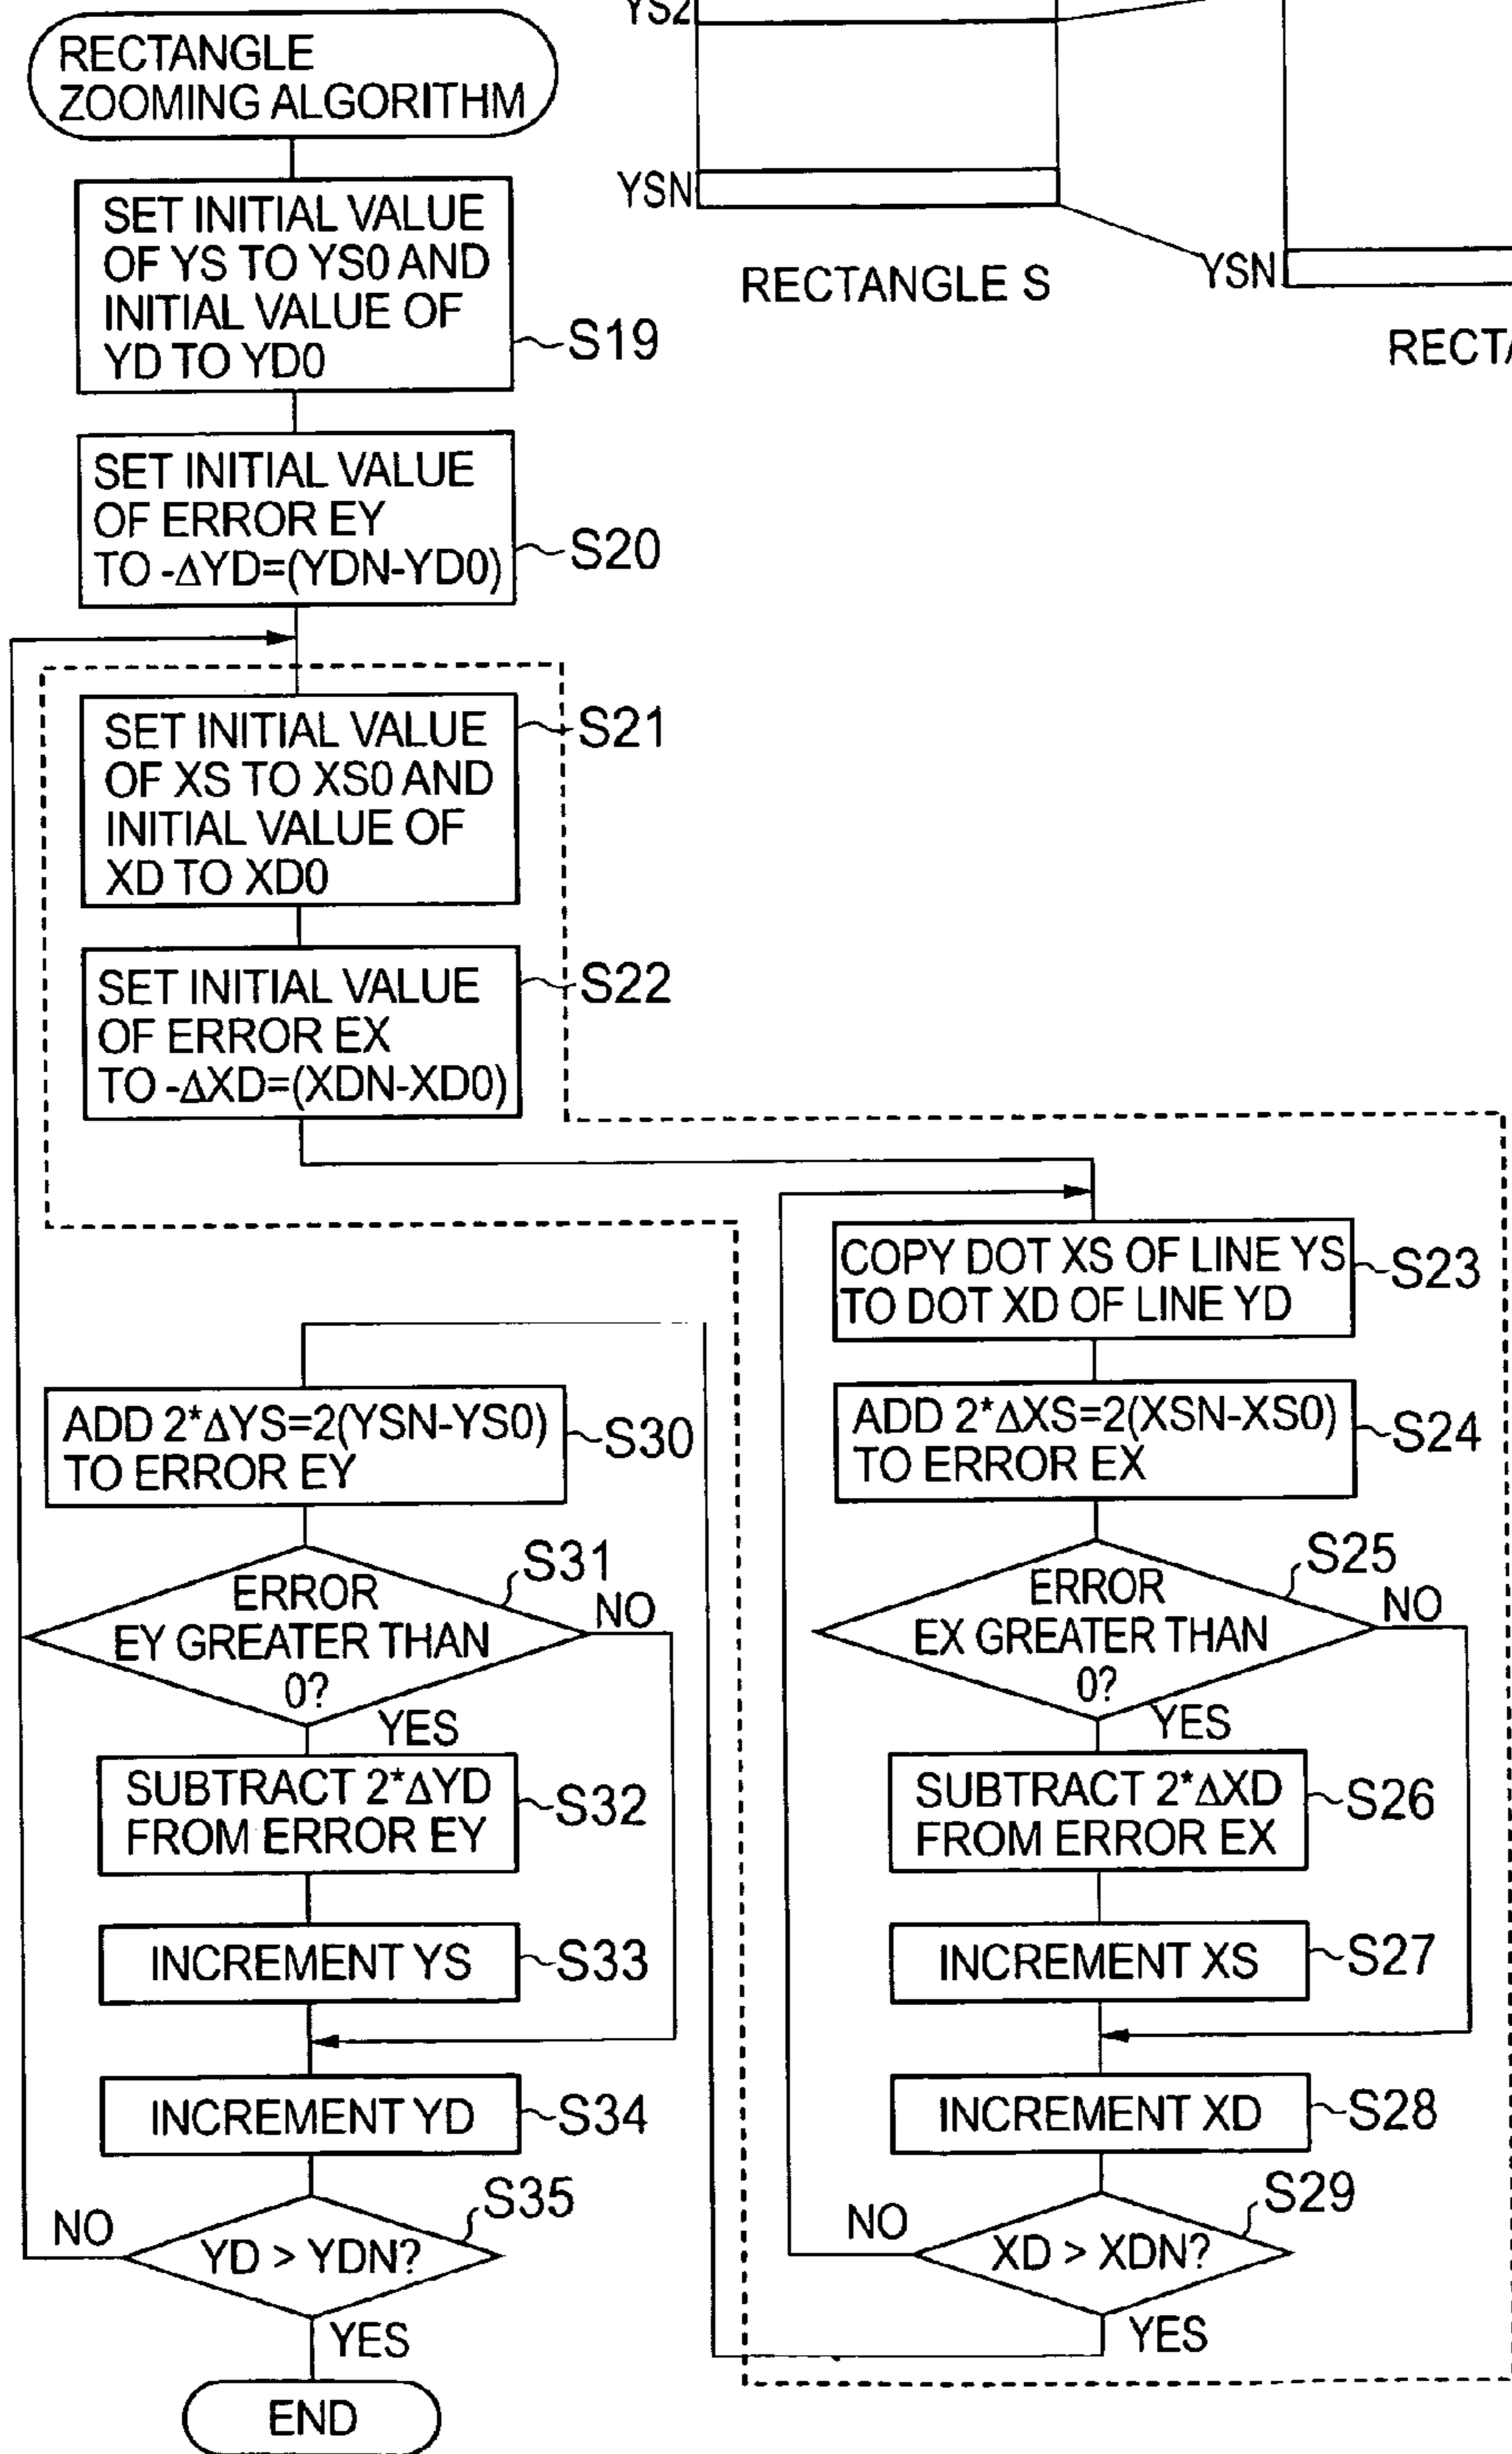 YS2
YSN
RECTANGLE S
YSN
RECTANGLE
ZOOMING ALGORITHM
SET INITIAL VALUE
OF YS TO YS0 AND
INITIAL VALUE OF
YD TO YD0
S19
SET INITIAL VALUE
OF ERROR EY
TO -ΔYD=(YDN-YD0)
S20
SET INITIAL VALUE
OF XS TO XS0 AND
INITIAL VALUE OF
XD TO XD0
S21
SET INITIAL VALUE
OF ERROR EX
TO -ΔXD=(XDN-XD0)
S22
COPY DOT XS OF LINE YS
TO DOT XD OF LINE YD
S23
ADD 2*ΔXS=2(XSN-XS0)
TO ERROR EX
S24
ERROR
EX GREATER THAN
0?
S25
NO
YES
SUBTRACT 2*ΔXD
FROM ERROR EX
S26
INCREMENT XS
S27
INCREMENT XD
S28
XD > XDN?
S29
NO
YES
ADD 2*ΔYS=2(YSN-YS0)
TO ERROR EY
S30
ERROR
EY GREATER THAN
0?
S31
NO
YES
SUBTRACT 2*ΔYD
FROM ERROR EY
S32
INCREMENT YS
S33
INCREMENT YD
S34
YD > YDN?
S35
NO
YES
END